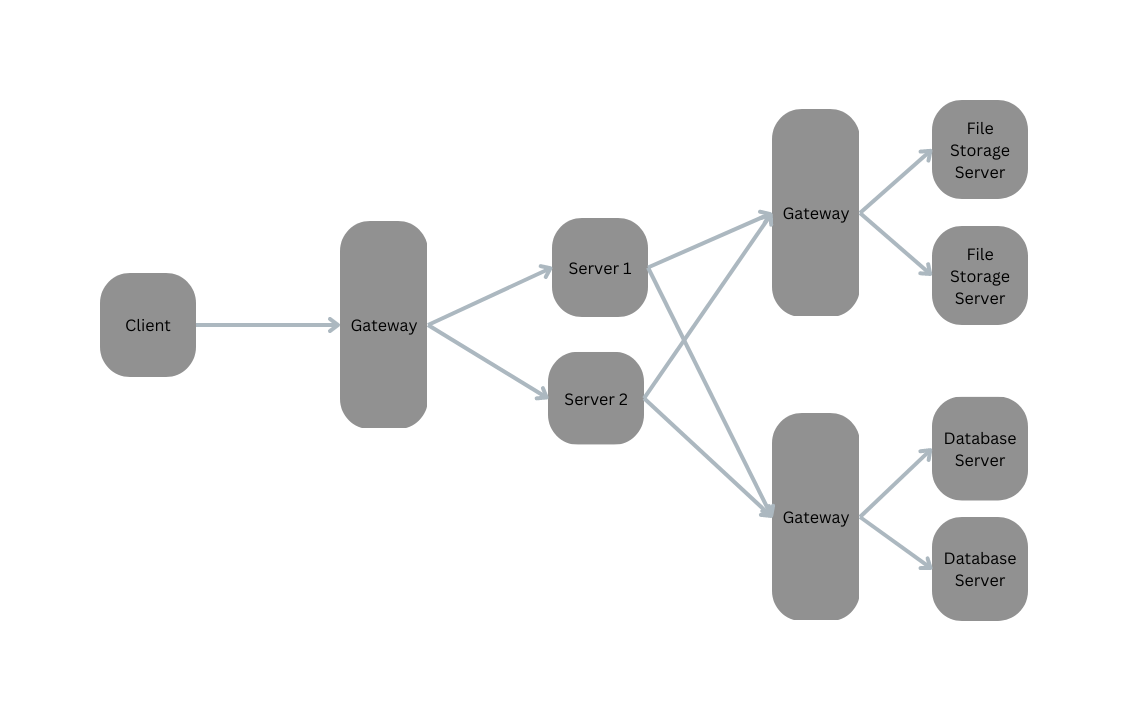 Client
Gateway
Server 1
Server 2
Gateway
File
Storage
Server
File
Storage
Server
Gateway
Database
Server
Database
Server